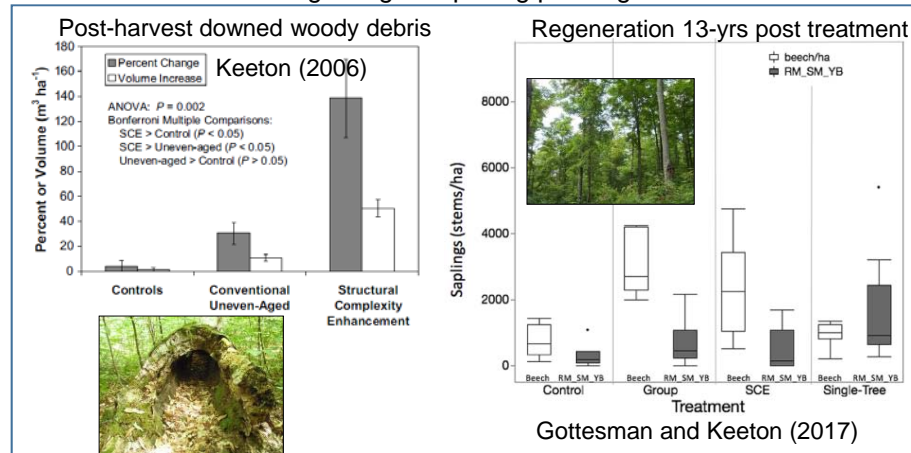 Post-harvest downed woody debris
Keeton (2006)
180
160
140
120
100
80
60
40
20
0
Percent or Volume (m³ ha⁻¹)
Percent Change
Volume Increase
ANOVA: P = 0.002
Bonferroni Multiple Comparisons:
SCE > Control (P < 0.05)
SCE > Uneven-aged (P < 0.05)
Uneven-aged > Control (P > 0.05)
Controls
Conventional
Uneven-Aged
Structural
Complexity
Enhancement
Regeneration 13-yrs post treatment
beech/ha
RM_SM_YB
8000
6000
4000
2000
0
Saplings (stems/ha)
Beech RM_SM_YB Beech RM_SM_YB Beech RM_SM_YB Beech RM_SM_YB
Control Group SCE Single-Tree
Treatment
Gottesman and Keeton (2017)